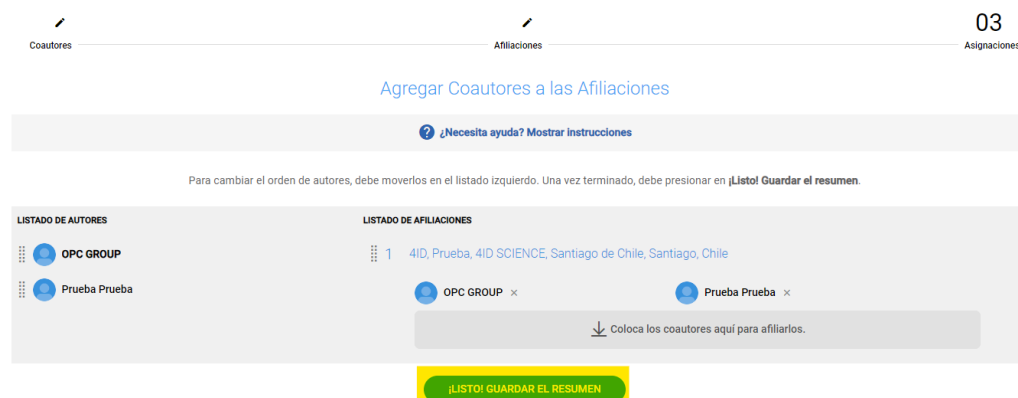 03
Coautores
Afiliaciones
Asignaciones
Agregar Coautores a las Afiliaciones
? ¿Necesita ayuda? Mostrar instrucciones
Para cambiar el orden de autores, debe moverlos en el listado izquierdo. Una vez terminado, debe presionar en ¡Listo! Guardar el resumen.
LISTADO DE AUTORES
OPC GROUP
Prueba Prueba
LISTADO DE AFILIACIONES
1 4ID, Prueba, 4ID SCIENCE, Santiago de Chile, Santiago, Chile
OPC GROUP ×
Prueba Prueba ×
Coloca los coautores aquí para afiliarlos.
¡LISTO! GUARDAR EL RESUMEN